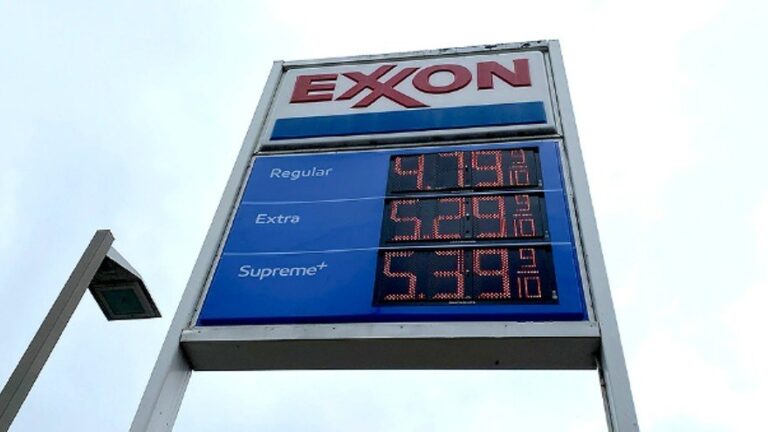 EXXON
Regular 4.79 9/10
Extra 5.29 9/10
Supreme+ 5.39 9/10